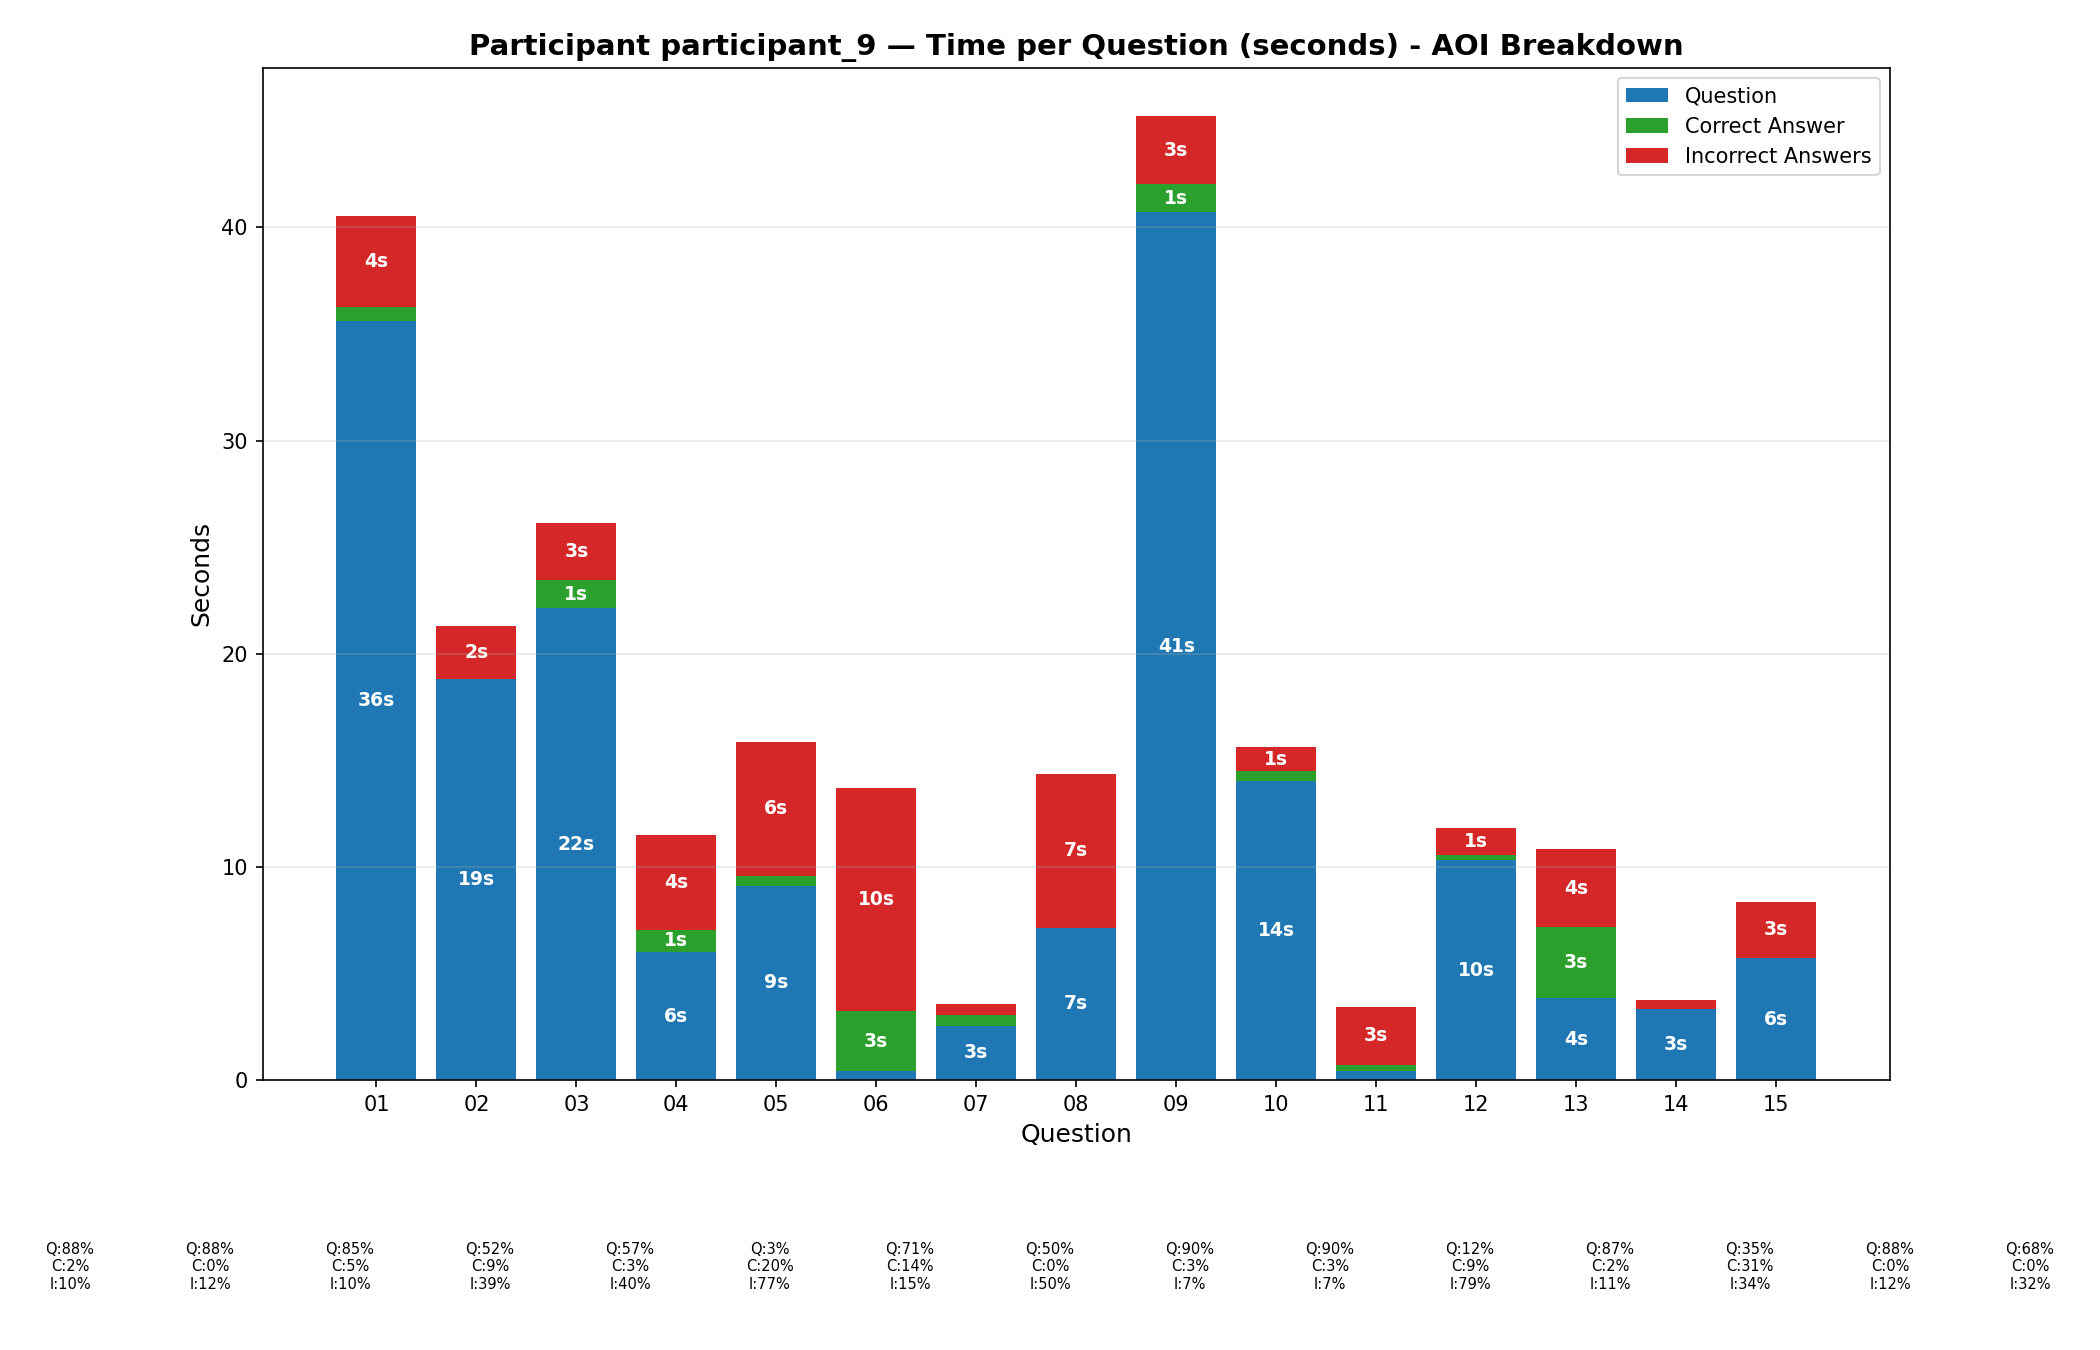 Participant participant_9 — Time per Question (seconds) - AOI Breakdown
Question
Correct Answer
Incorrect Answers
Seconds
40
30
20
10
0
4s
36s
2s
19s
3s
1s
22s
4s
1s
6s
6s
9s
10s
3s
3s
7s
7s
3s
1s
41s
1s
14s
3s
1s
10s
4s
3s
4s
3s
3s
6s
01 02 03 04 05 06 07 08 09 10 11 12 13 14 15
Question
Q:88% Q:88% Q:85% Q:52% Q:57% Q:3% Q:71% Q:50% Q:90% Q:90% Q:12% Q:87% Q:35% Q:88% Q:68%
C:2% C:0% C:5% C:9% C:3% C:20% C:14% C:0% C:3% C:3% C:9% C:2% C:31% C:0% C:0%
I:10% I:12% I:10% I:39% I:40% I:77% I:15% I:50% I:7% I:7% I:79% I:11% I:34% I:12% I:32%